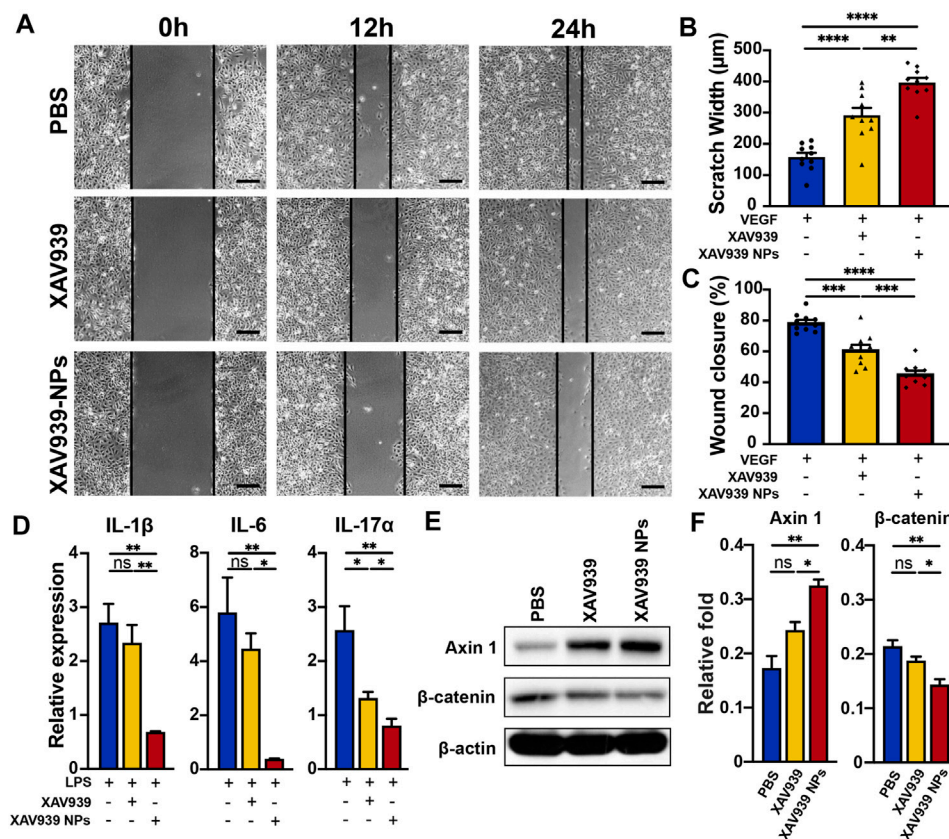 A
0h 12h 24h
PBS
XAV939
XAV939-NPs
B
Scratch Width (µm)
500
400
300
200
100
0
****
**** **
VEGF + + +
XAV939 - + -
XAV939 NPs - - +
C
Wound closure (%)
100
80
60
40
20
0
****
*** ***
VEGF + + +
XAV939 - + -
XAV939 NPs - - +
D
Relative expression
IL-1β
4
3
2
1
0
**
ns **
IL-6
8
6
4
2
0
**
ns *
IL-17α
4
3
2
1
0
**
* *
LPS + + + + + + + + +
XAV939 - + - - + - - + -
XAV939 NPs - - + - - + - - +
E
PBS XAV939 XAV939 NPs
Axin 1
β-catenin
β-actin
F
Relative fold
Axin 1
0.4
0.3
0.2
0.1
0.0
**
ns *
PBS XAV939 XAV939 NPs
β-catenin
0.4
0.3
0.2
0.1
0.0
**
ns *
PBS XAV939 XAV939 NPs